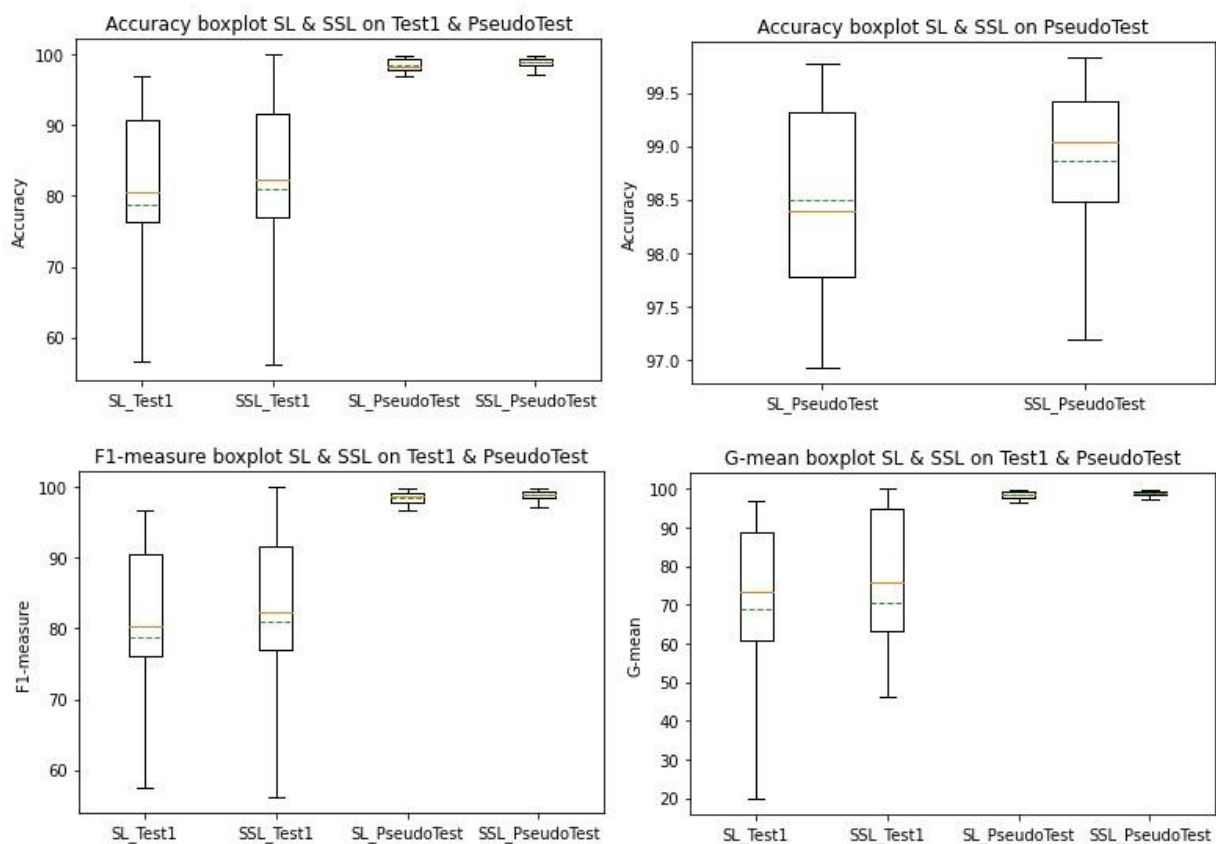 Accuracy boxplot SL & SSL on Test1 & PseudoTest
100
90
80
70
60
Accuracy
SL_Test1 SSL_Test1 SL_PseudoTest SSL_PseudoTest
Accuracy boxplot SL & SSL on PseudoTest
99.5
99.0
98.5
98.0
97.5
97.0
Accuracy
SL_PseudoTest SSL_PseudoTest
F1-measure boxplot SL & SSL on Test1 & PseudoTest
100
90
80
70
60
F1-measure
SL_Test1 SSL_Test1 SL_PseudoTest SSL_PseudoTest
G-mean boxplot SL & SSL on Test1 & PseudoTest
100
90
80
70
60
50
40
30
20
G-mean
SL_Test1 SSL_Test1 SL_PseudoTest SSL_PseudoTest